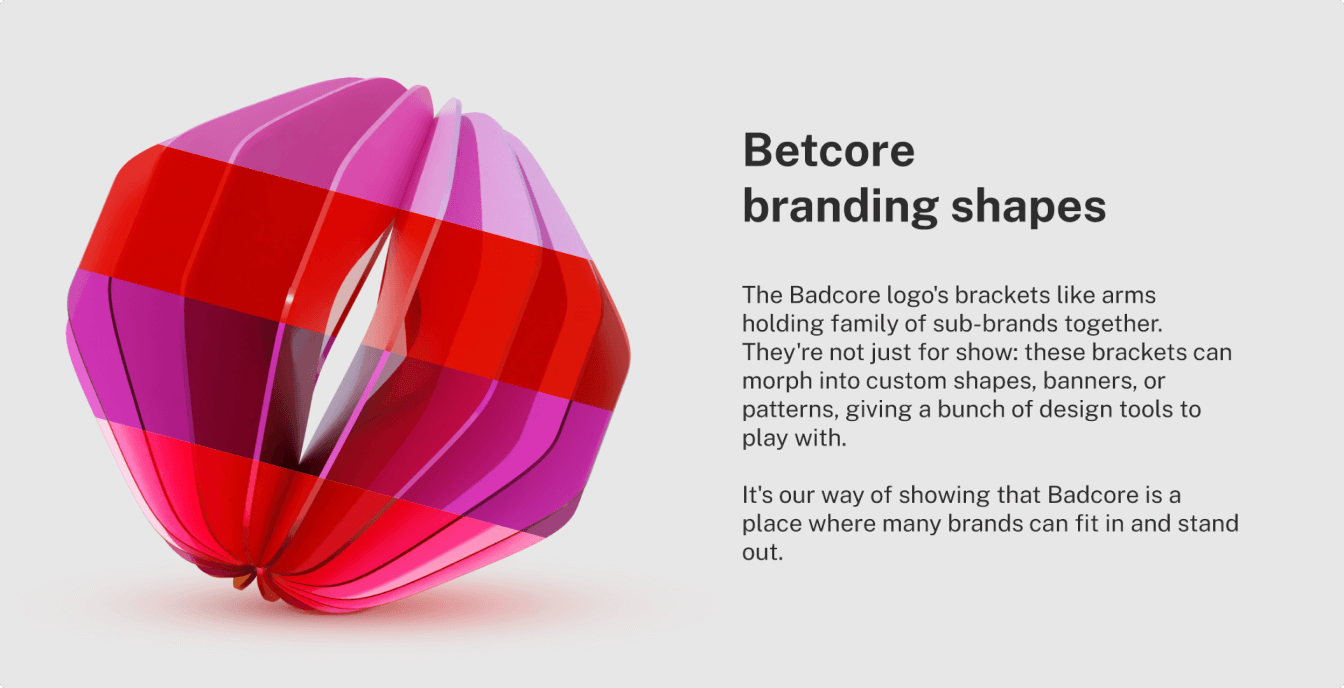 Betcore
branding shapes
The Badcore logo's brackets like arms
holding family of sub-brands together.
They're not just for show: these brackets can
morph into custom shapes, banners, or
patterns, giving a bunch of design tools to
play with.
It's our way of showing that Badcore is a
place where many brands can fit in and stand
out.